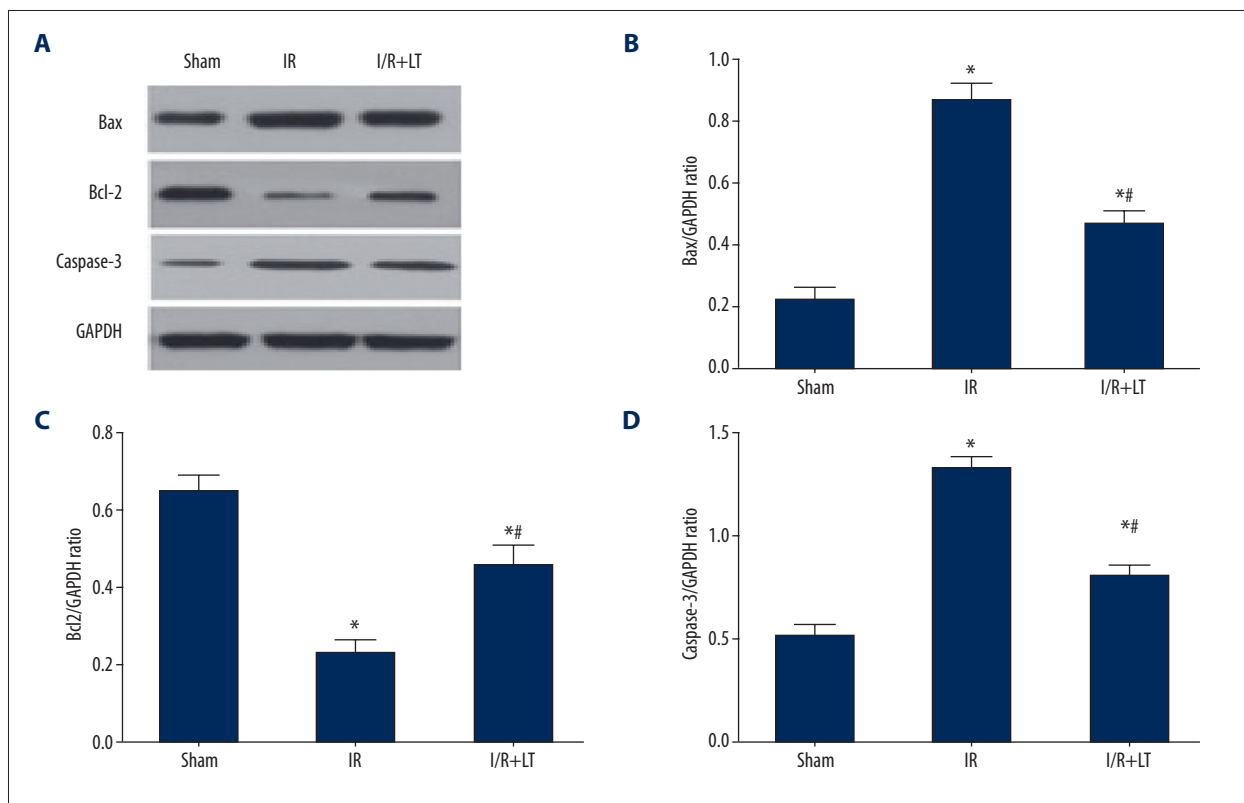 A
Sham IR I/R+LT
Bax
Bcl-2
Caspase-3
GAPDH
B
1.0
0.8
0.6
0.4
0.2
0.0
Bax/GAPDH ratio
*
*#
Sham IR I/R+LT
C
0.8
0.6
0.4
0.2
0.0
Bcl2/GAPDH ratio
*
*#
Sham IR I/R+LT
D
1.5
1.0
0.5
0.0
Caspase-3/GAPDH ratio
*
*#
Sham IR I/R+LT